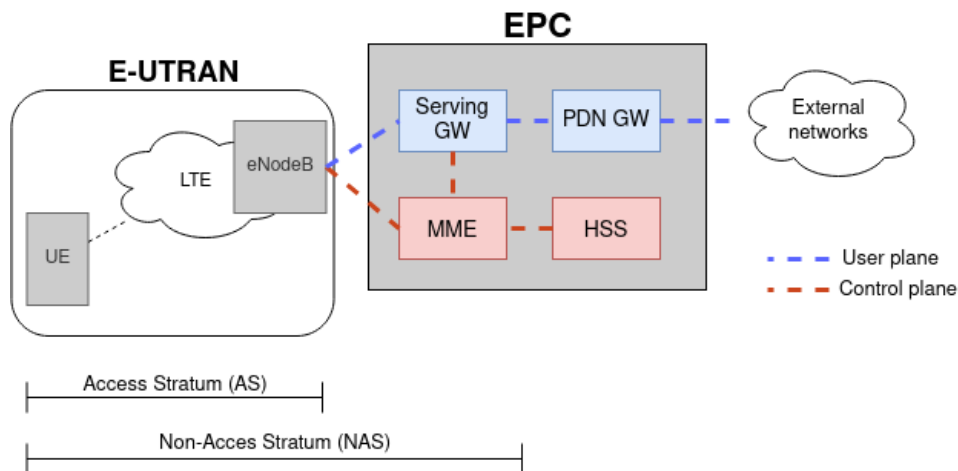 EPC
E-UTRAN
Serving
GW
PDN GW
External
networks
eNodeB
LTE
UE
MME
HSS
User plane
Control plane
Access Stratum (AS)
Non-Acces Stratum (NAS)